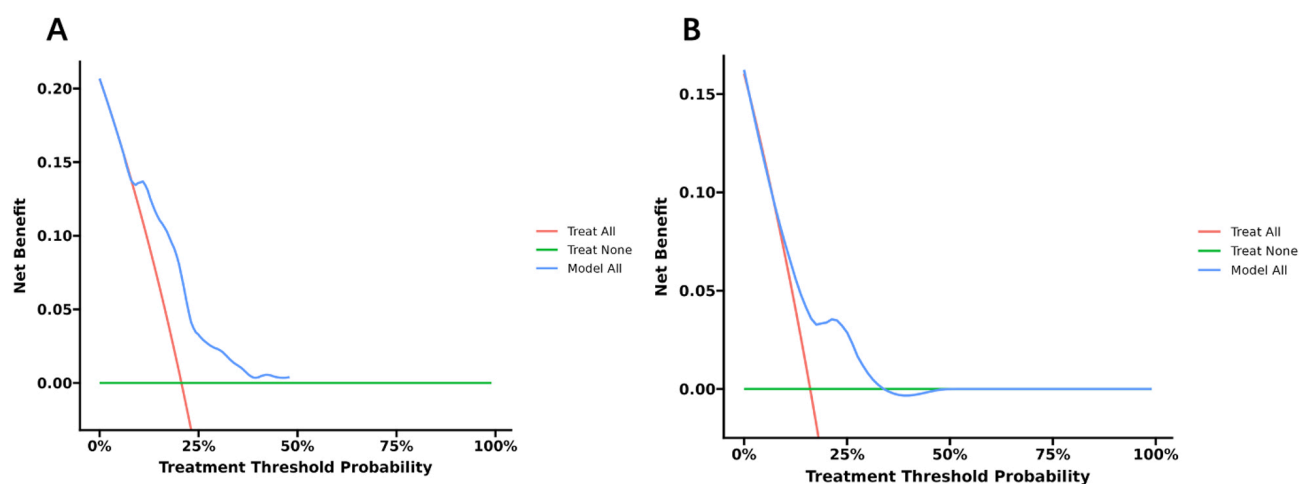 A
Net Benefit
0.20
0.15
0.10
0.05
0.00
0%
25%
50%
75%
100%
Treatment Threshold Probability
Treat All
Treat None
Model All
B
Net Benefit
0.15
0.10
0.05
0.00
0%
25%
50%
75%
100%
Treatment Threshold Probability
Treat All
Treat None
Model All